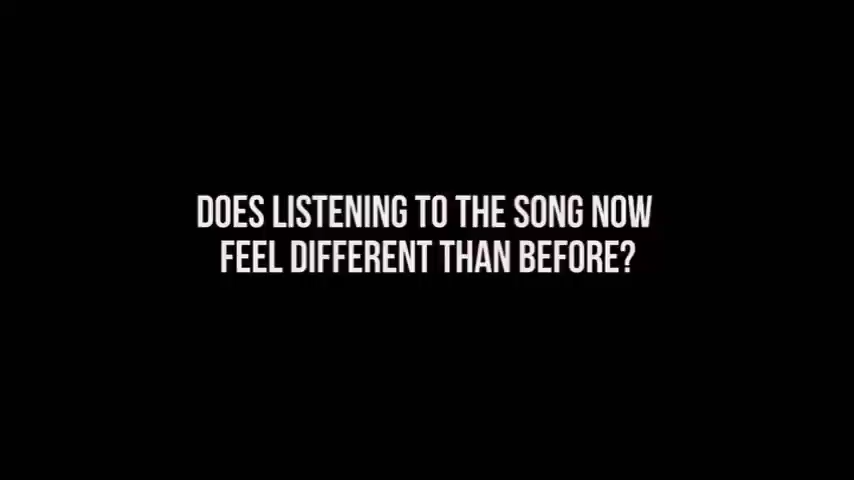 DOES LISTENING TO THE SONG NOW
FEEL DIFFERENT THAN BEFORE?